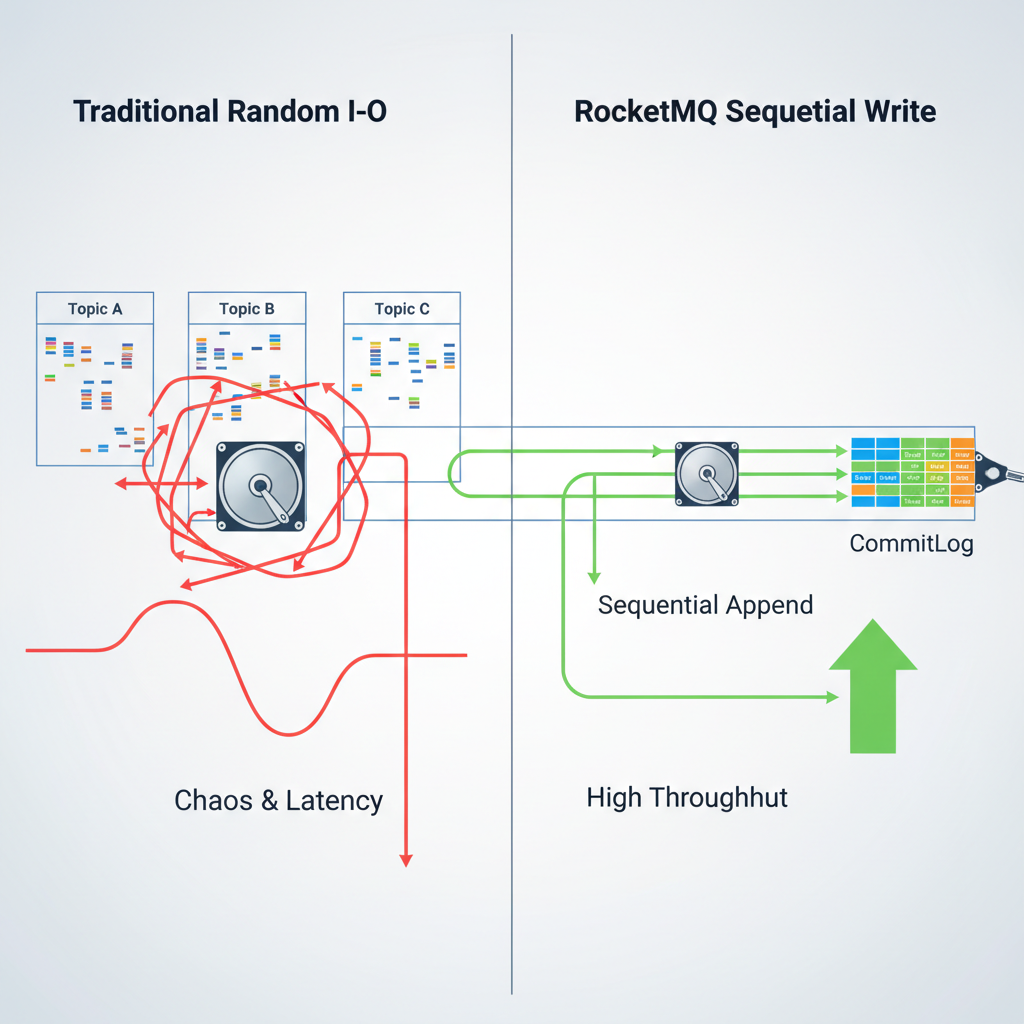 Traditional Random I-O
RocketMQ Sequetial Write
Topic A
Topic B
Topic C
CommitLog
Sequential Append
Chaos & Latency
High Throughhut